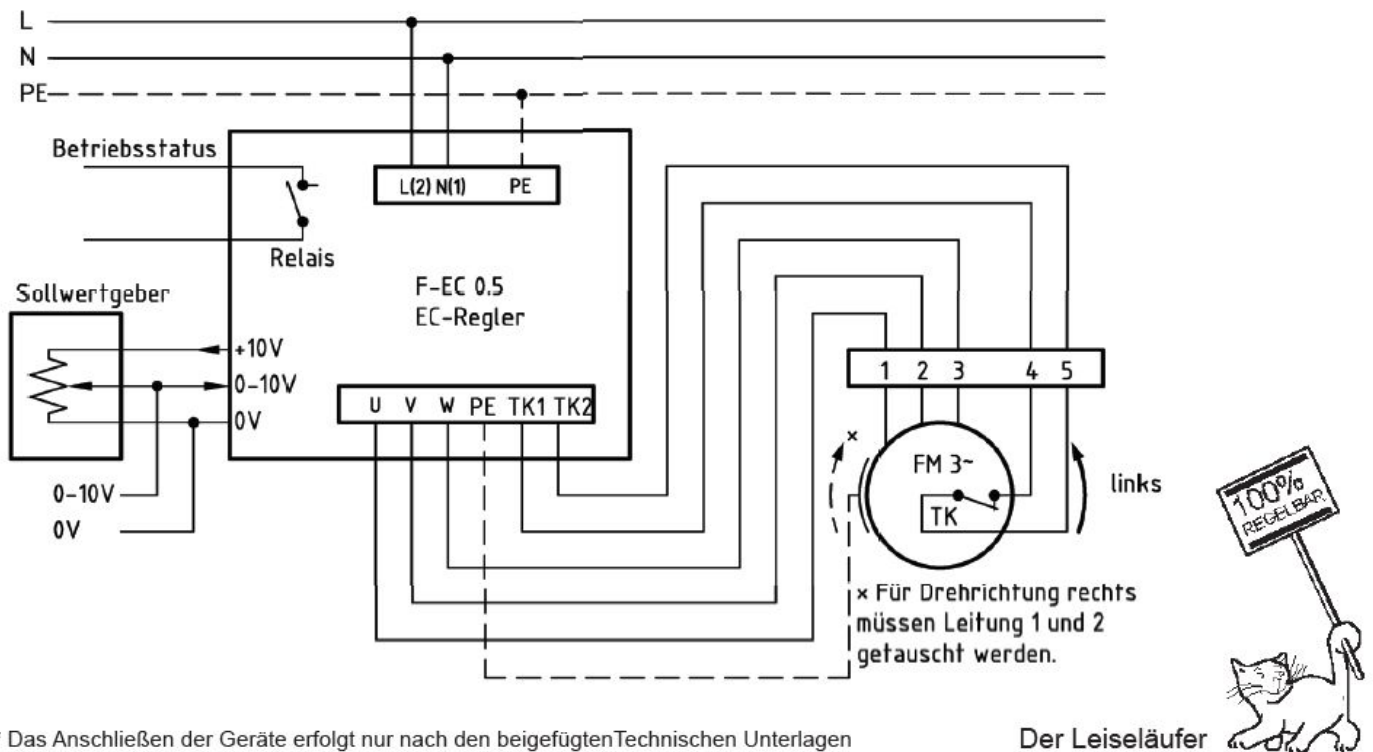 L
N
PE
Betriebsstatus
L(2) N(1) PE
Relais
F-EC 0.5
EC-Regler
Sollwertgeber
+10V
0-10V
0V
0-10V
0V
U V W PE TK1 TK2
1 2 3 4 5
×
FM 3~
TK
links
× Für Drehrichtung rechts
müssen Leitung 1 und 2
getauscht werden.
100%
REGELBAR
* Das Anschließen der Geräte erfolgt nur nach den beigefügtenTechnischen Unterlagen
Der Leiseläufer